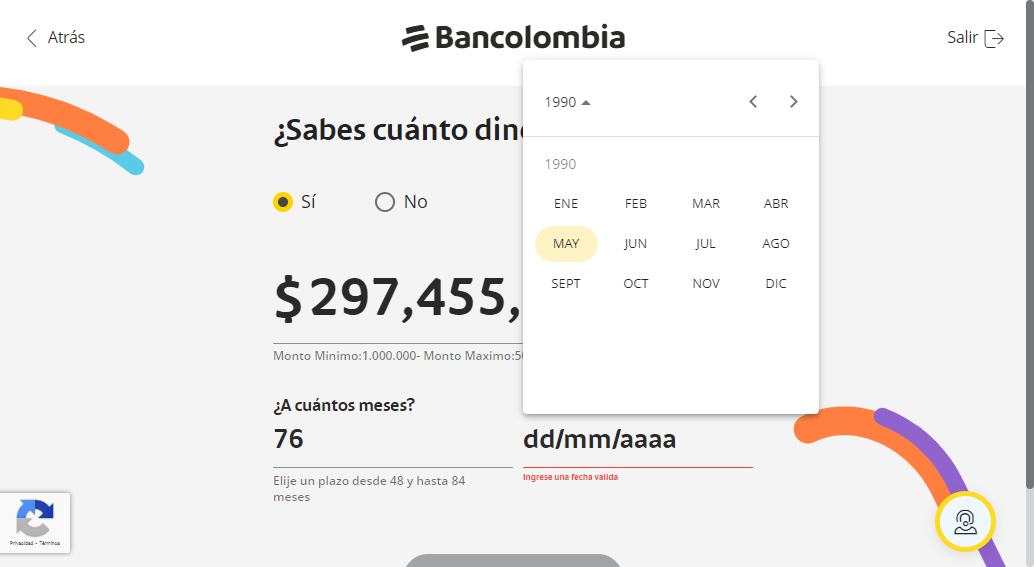 Atrás
Bancolombia
Salir
¿Sabes cuánto
1990
1990
ENE FEB MAR ABR
MAY JUN JUL AGO
SEPT OCT NOV DIC
Sí
No
$297,455,
Monto Minimo:1.000.000- Monto Maximo:
¿A cuántos meses?
76
dd/mm/aaaa
Elije un plazo desde 48 y hasta 84
meses
Ingrese una fecha valida
Privacidad - Términos